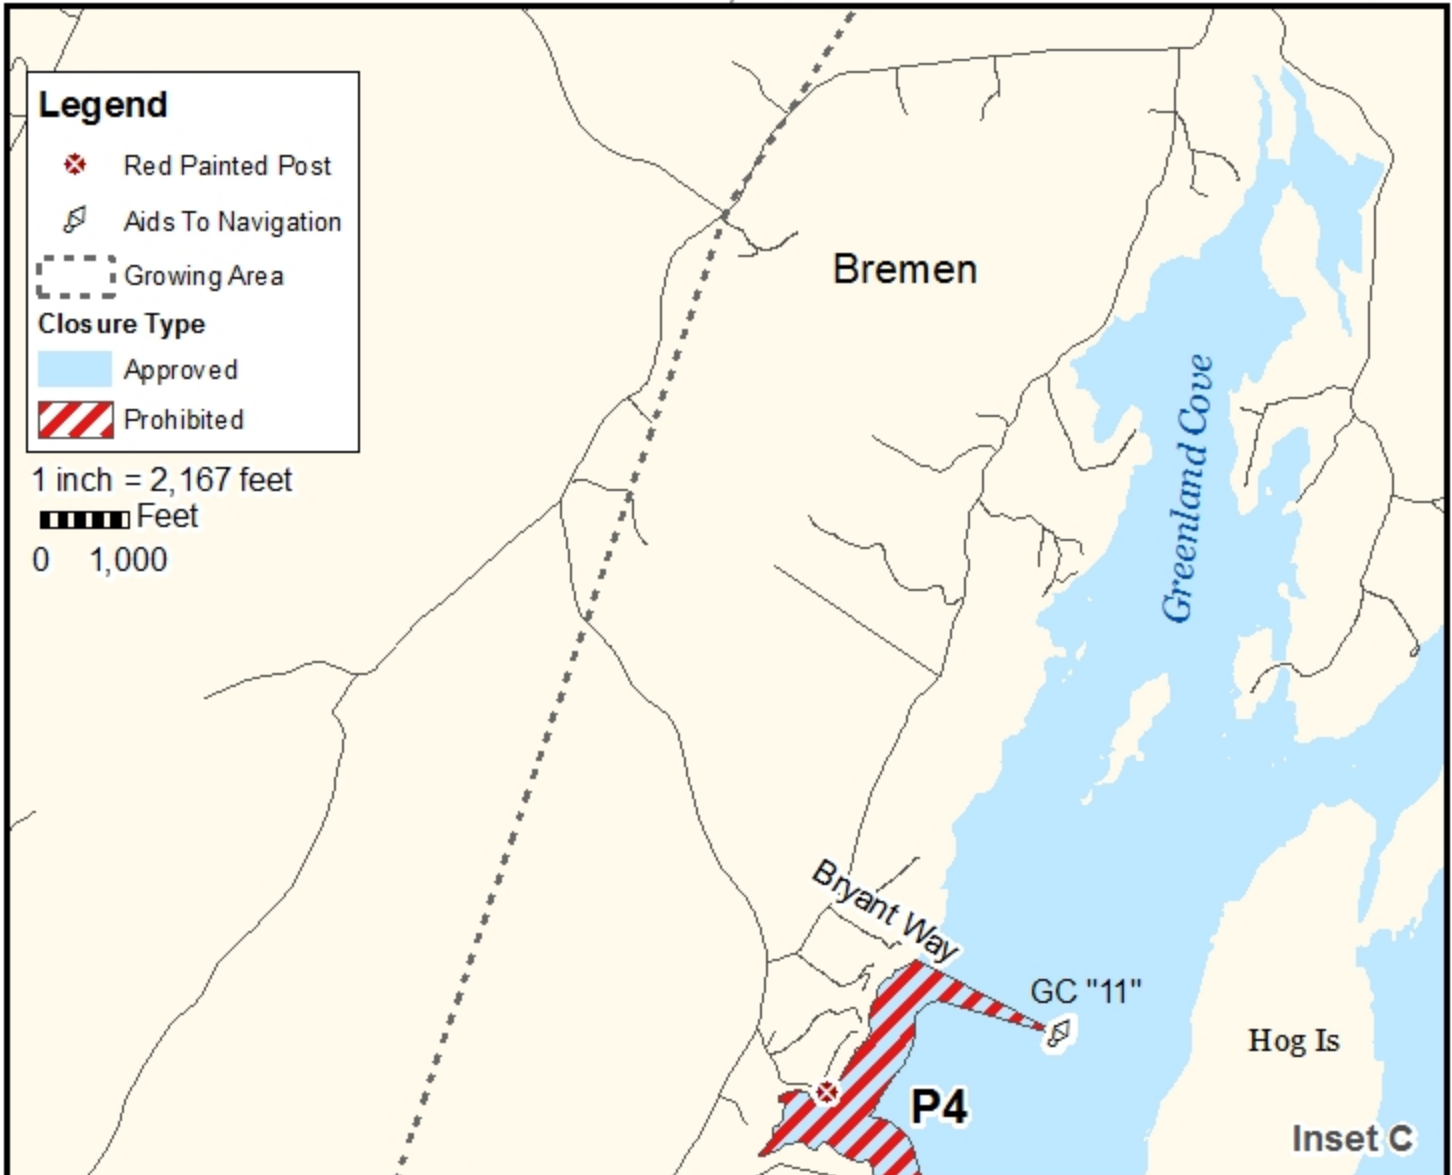 Legend
Red Painted Post
Aids To Navigation
Growing Area
Closure Type
Approved
Prohibited
1 inch = 2,167 feet
Feet
0 1,000
Bremen
Greenland Cove
Bryant Way
GC "11"
Hog Is
P4
Inset C